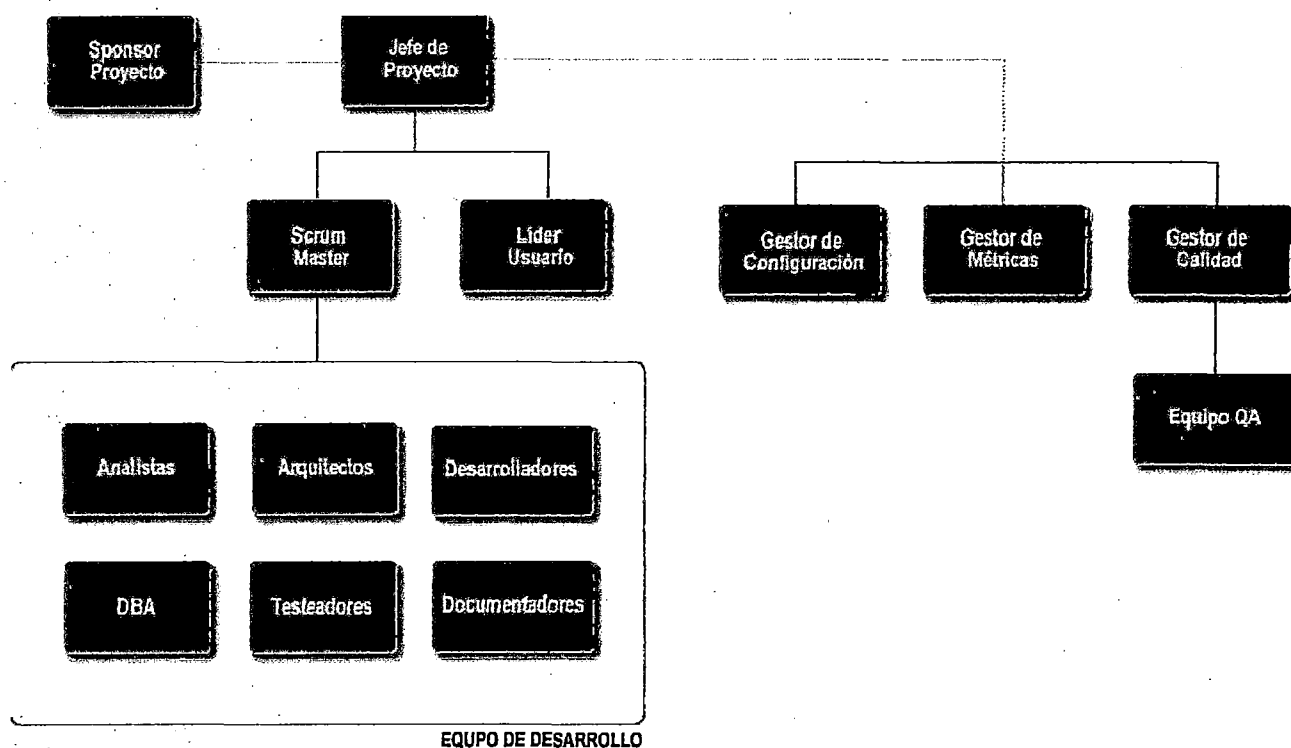 Sponsor
Proyecto
Jefe de
Proyecto
Scrum
Master
Líder
Usuario
Gestor de
Configuración
Gestor de
Métricas
Gestor de
Calidad
Equipo QA
Analistas
Arquitectos
Desarrolladores
DBA
Testeadores
Documentadores
EQUPO DE DESARROLLO